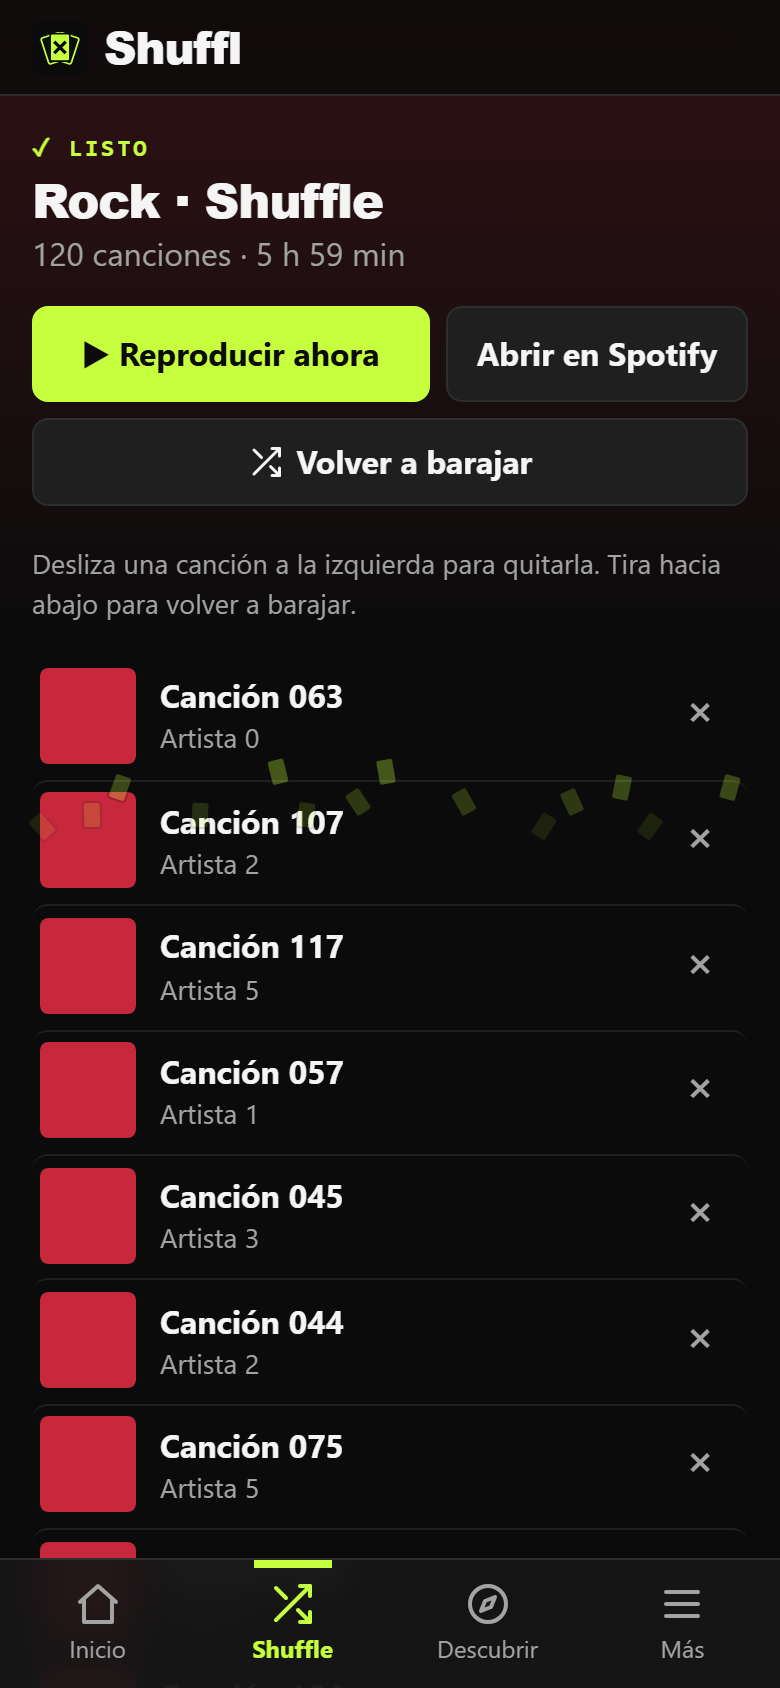 Shuffl
✓ LISTO
Rock · Shuffle
120 canciones · 5 h 59 min
▶ Reproducir ahora
Abrir en Spotify
Volver a barajar
Desliza una canción a la izquierda para quitarla. Tira hacia
abajo para volver a barajar.
Canción 063
Artista 0
✕
Canción 107
Artista 2
✕
Canción 117
Artista 5
✕
Canción 057
Artista 1
✕
Canción 045
Artista 3
✕
Canción 044
Artista 2
✕
Canción 075
Artista 5
✕
Inicio
Shuffle
Descubrir
Más